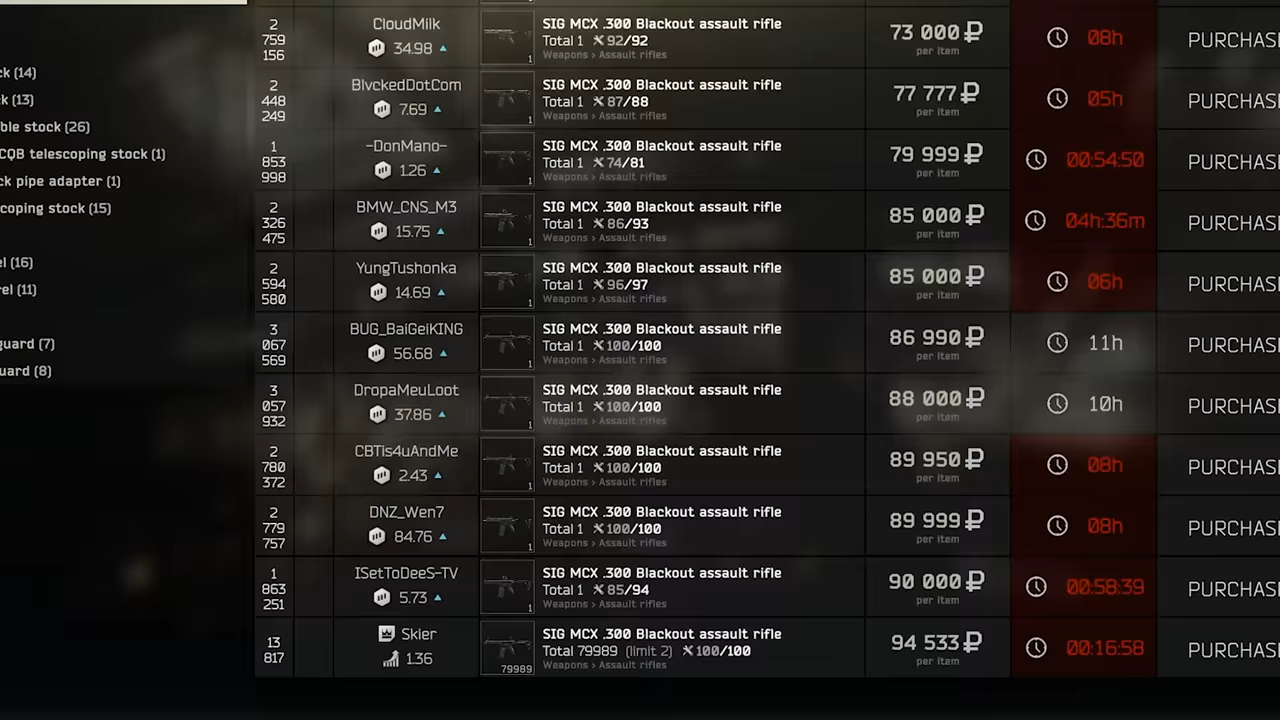 ck (14)
k (13)
ble stock (26)
CQB telescoping stock (1)
ck pipe adapter (1)
coping stock (15)
el (16)
rel (11)
guard (7)
uard (8)
2 759 156
CloudMilk
34.98
SIG MCX .300 Blackout assault rifle
Total 1 92/92
Weapons > Assault rifles
1
73 000 ₽
per item
08h
PURCHAS
2 448 249
BlvckedDotCom
7.69
SIG MCX .300 Blackout assault rifle
Total 1 87/88
Weapons > Assault rifles
1
77 777 ₽
per item
05h
PURCHAS
1 853 998
-DonMano-
1.26
SIG MCX .300 Blackout assault rifle
Total 1 74/81
Weapons > Assault rifles
1
79 999 ₽
per item
00:54:50
PURCHAS
2 326 475
BMW_CNS_M3
15.75
SIG MCX .300 Blackout assault rifle
Total 1 86/93
Weapons > Assault rifles
1
85 000 ₽
per item
04h:36m
PURCHAS
2 594 580
YungTushonka
14.69
SIG MCX .300 Blackout assault rifle
Total 1 96/97
Weapons > Assault rifles
1
85 000 ₽
per item
06h
PURCHAS
3 067 569
BUG_BaiGeiKING
56.68
SIG MCX .300 Blackout assault rifle
Total 1 100/100
Weapons > Assault rifles
1
86 990 ₽
per item
11h
PURCHAS
3 057 932
DropaMeuLoot
37.86
SIG MCX .300 Blackout assault rifle
Total 1 100/100
Weapons > Assault rifles
1
88 000 ₽
per item
10h
PURCHAS
2 780 372
CBTis4uAndMe
2.43
SIG MCX .300 Blackout assault rifle
Total 1 100/100
Weapons > Assault rifles
1
89 950 ₽
per item
08h
PURCHAS
2 779 757
DNZ_Wen7
84.76
SIG MCX .300 Blackout assault rifle
Total 1 100/100
Weapons > Assault rifles
1
89 999 ₽
per item
08h
PURCHAS
1 863 251
ISetToDeeS-TV
5.73
SIG MCX .300 Blackout assault rifle
Total 1 85/94
Weapons > Assault rifles
1
90 000 ₽
per item
00:58:39
PURCHAS
13 817
Skier
1.36
SIG MCX .300 Blackout assault rifle
Total 79989 (limit 2) 100/100
Weapons > Assault rifles
79989
94 533 ₽
per item
00:16:58
PURCHAS